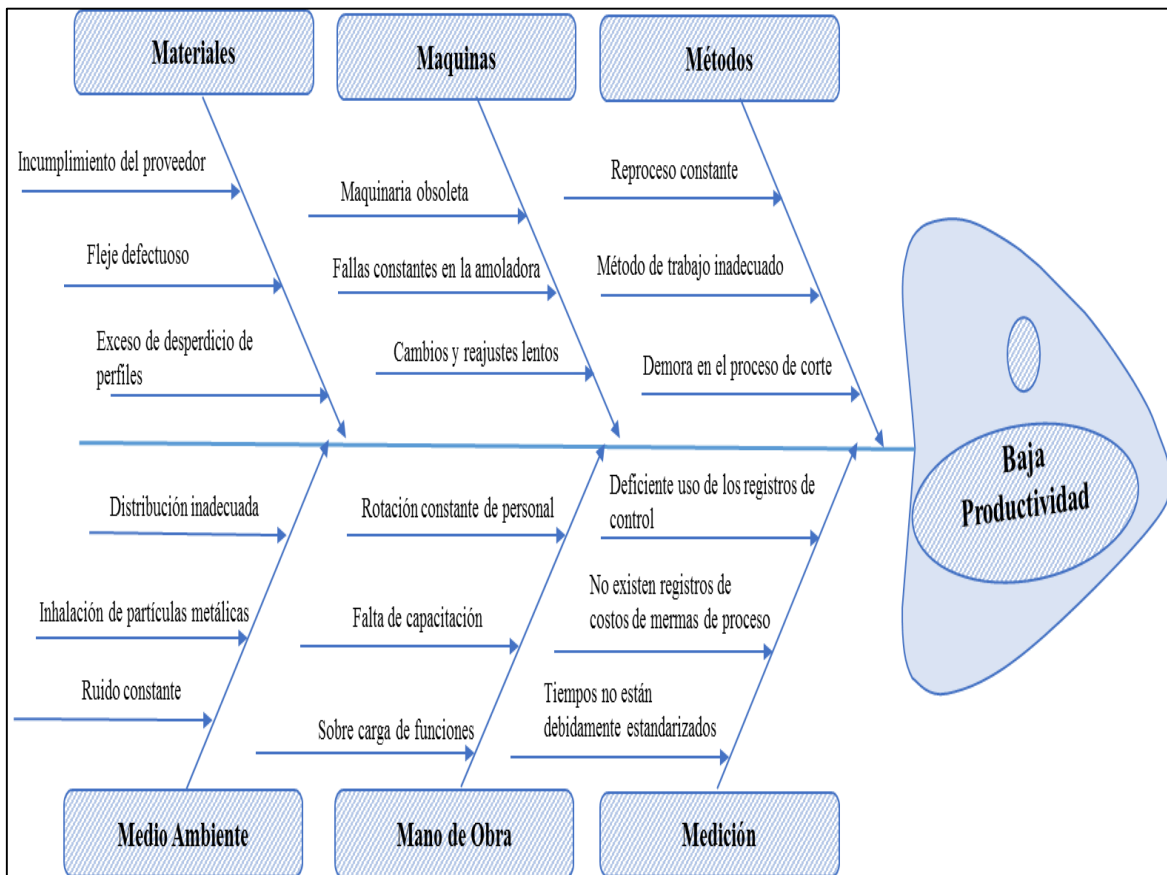 Materiales
Maquinas
Métodos
Incumplimiento del proveedor
Fleje defectuoso
Exceso de desperdicio de
perfiles
Maquinaria obsoleta
Fallas constantes en la amoladora
Cambios y reajustes lentos
Reproceso constante
Método de trabajo inadecuado
Demora en el proceso de corte
Baja
Productividad
Distribución inadecuada
Inhalación de partículas metálicas
Ruido constante
Rotación constante de personal
Falta de capacitación
Sobre carga de funciones
Deficiente uso de los registros de
control
No existen registros de
costos de mermas de proceso
Tiempos no están
debidamente estandarizados
Medio Ambiente
Mano de Obra
Medición